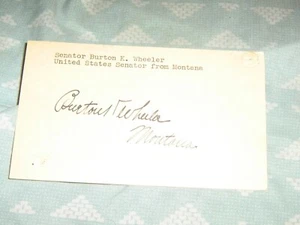 Senator Burton K. Wheeler
United States Senator from Montana
Burton K Wheeler
Montana